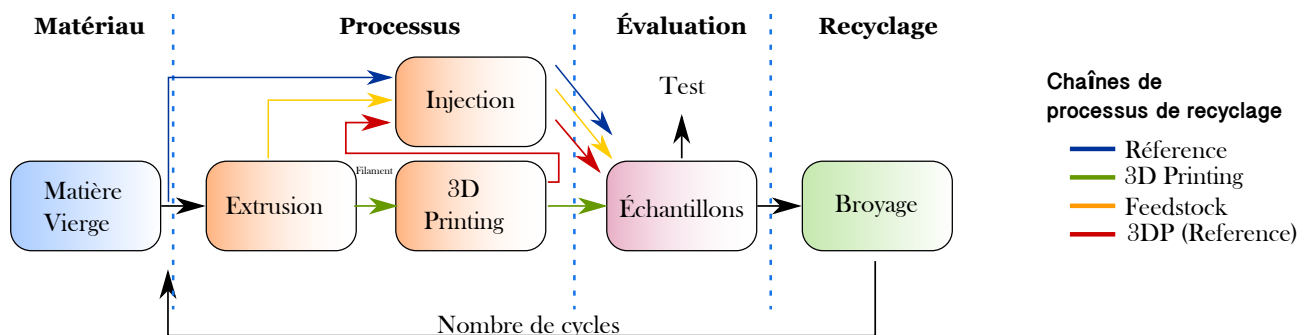 Matériau
Processus
Évaluation
Recyclage
Injection
Test
Chaînes de
processus de recyclage
Réference
3D Printing
Feedstock
3DP (Reference)
Matière
Vierge
Extrusion
Filament
3D
Printing
Échantillons
Broyage
Nombre de cycles